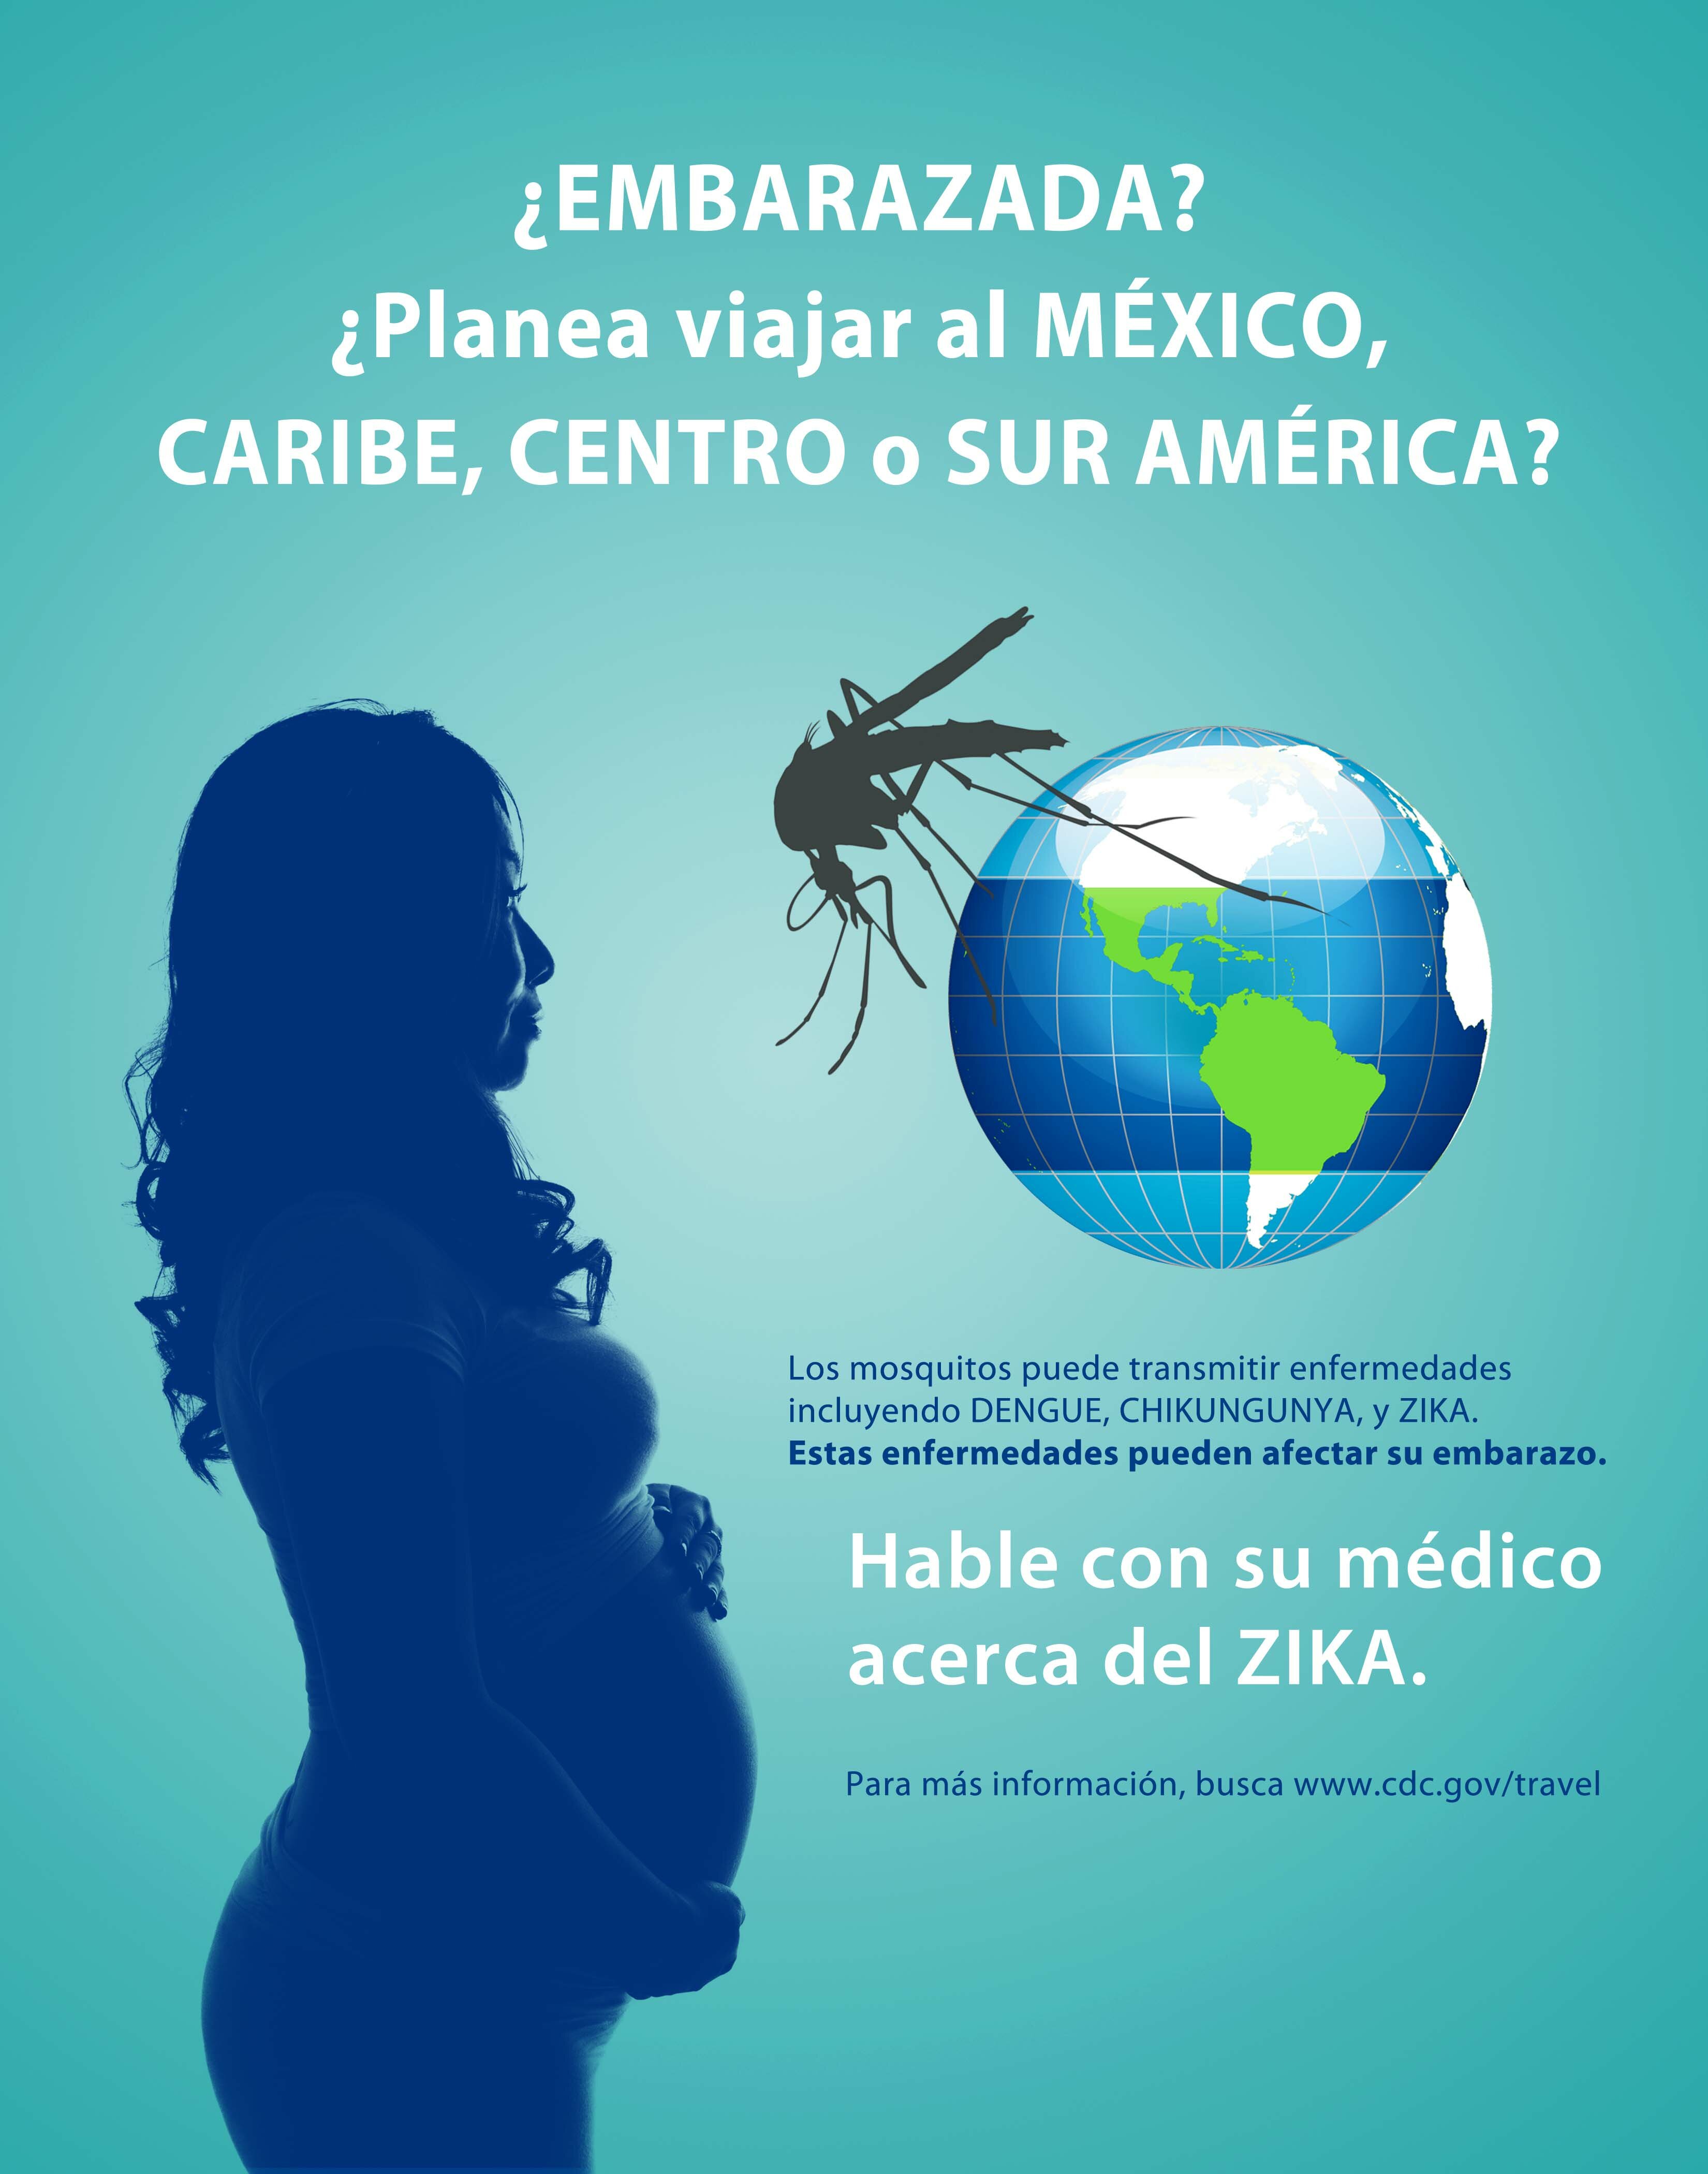 ¿EMBARAZADA?
¿Planea viajar al MÉXICO,
CARIBE, CENTRO o SUR AMÉRICA?
Los mosquitos puede transmitir enfermedades
incluyendo DENGUE, CHIKUNGUNYA, y ZIKA.
Estas enfermedades pueden afectar su embarazo.
Hable con su médico
acerca del ZIKA.
Para más información, busca www.cdc.gov/travel